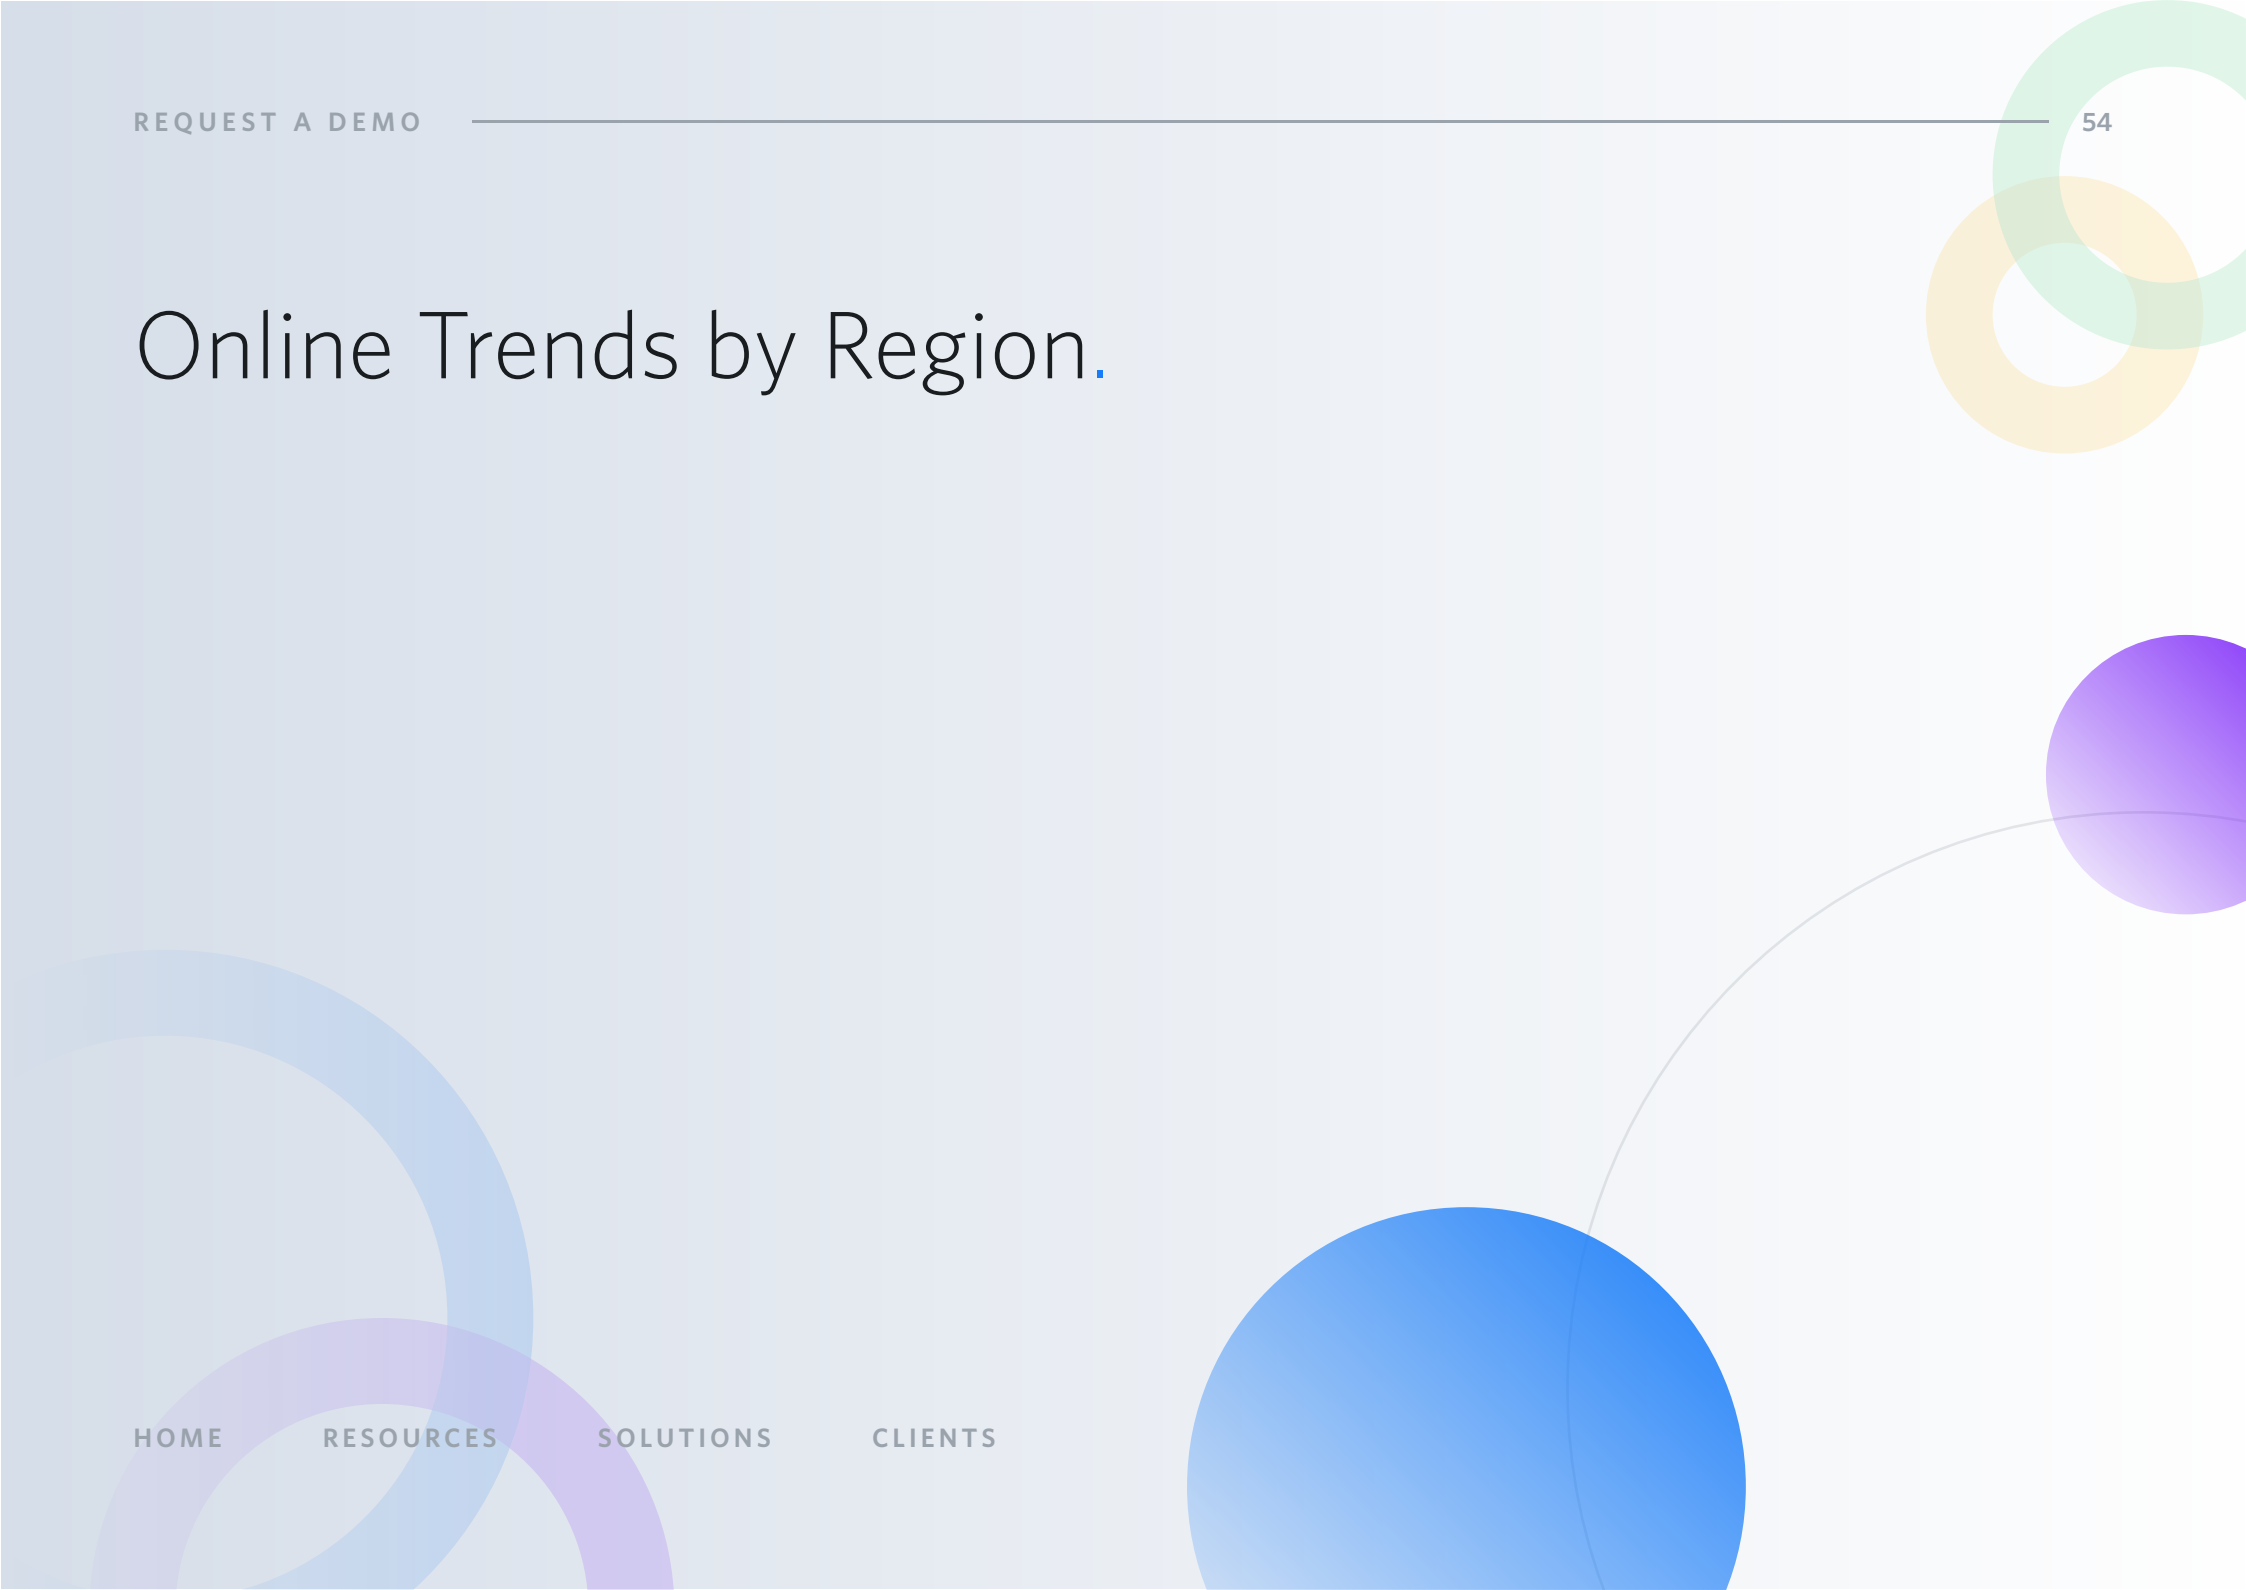 REQUEST A DEMO 54
Online Trends by Region.
HOME RESOURCES SOLUTIONS CLIENTS